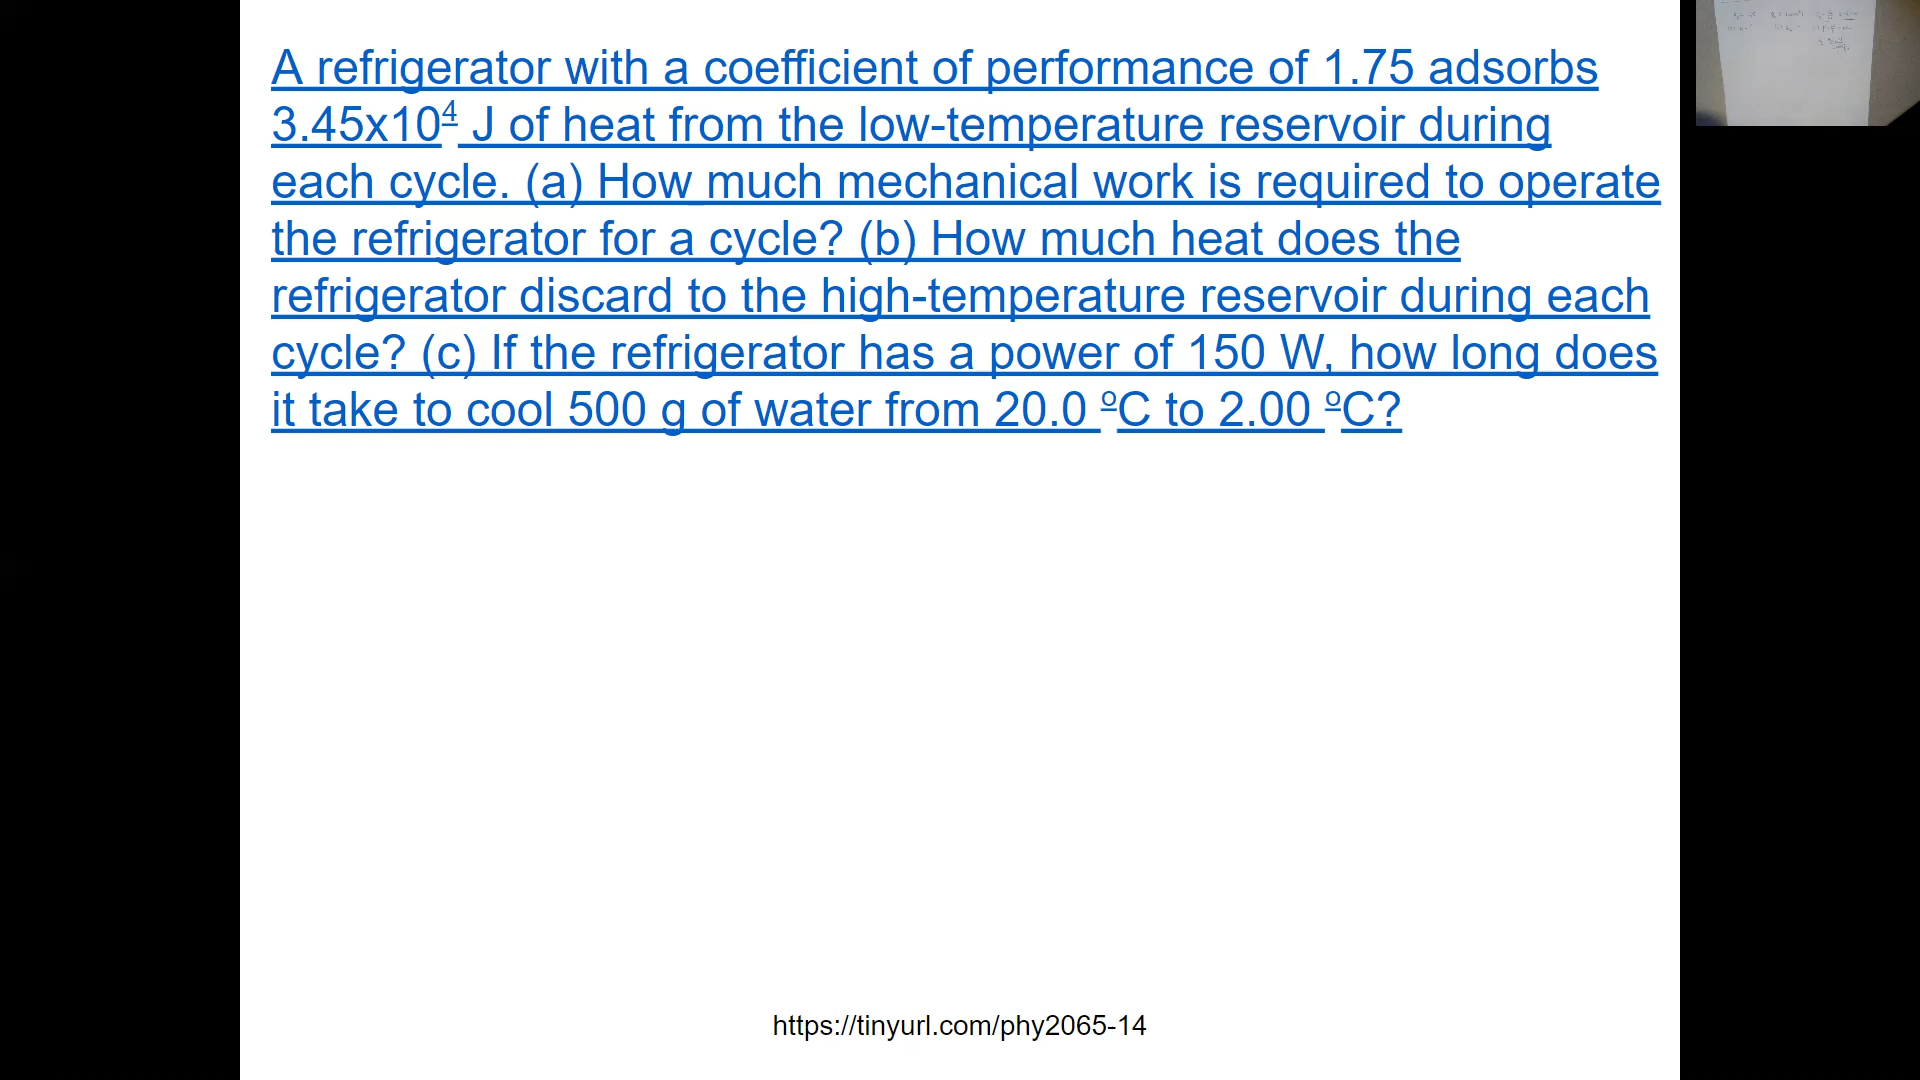 A refrigerator with a coefficient of performance of 1.75 adsorbs
3.45x10⁴ J of heat from the low-temperature reservoir during
each cycle. (a) How much mechanical work is required to operate
the refrigerator for a cycle? (b) How much heat does the
refrigerator discard to the high-temperature reservoir during each
cycle? (c) If the refrigerator has a power of 150 W, how long does
it take to cool 500 g of water from 20.0 ºC to 2.00 ºC?
https://tinyurl.com/phy2065-14